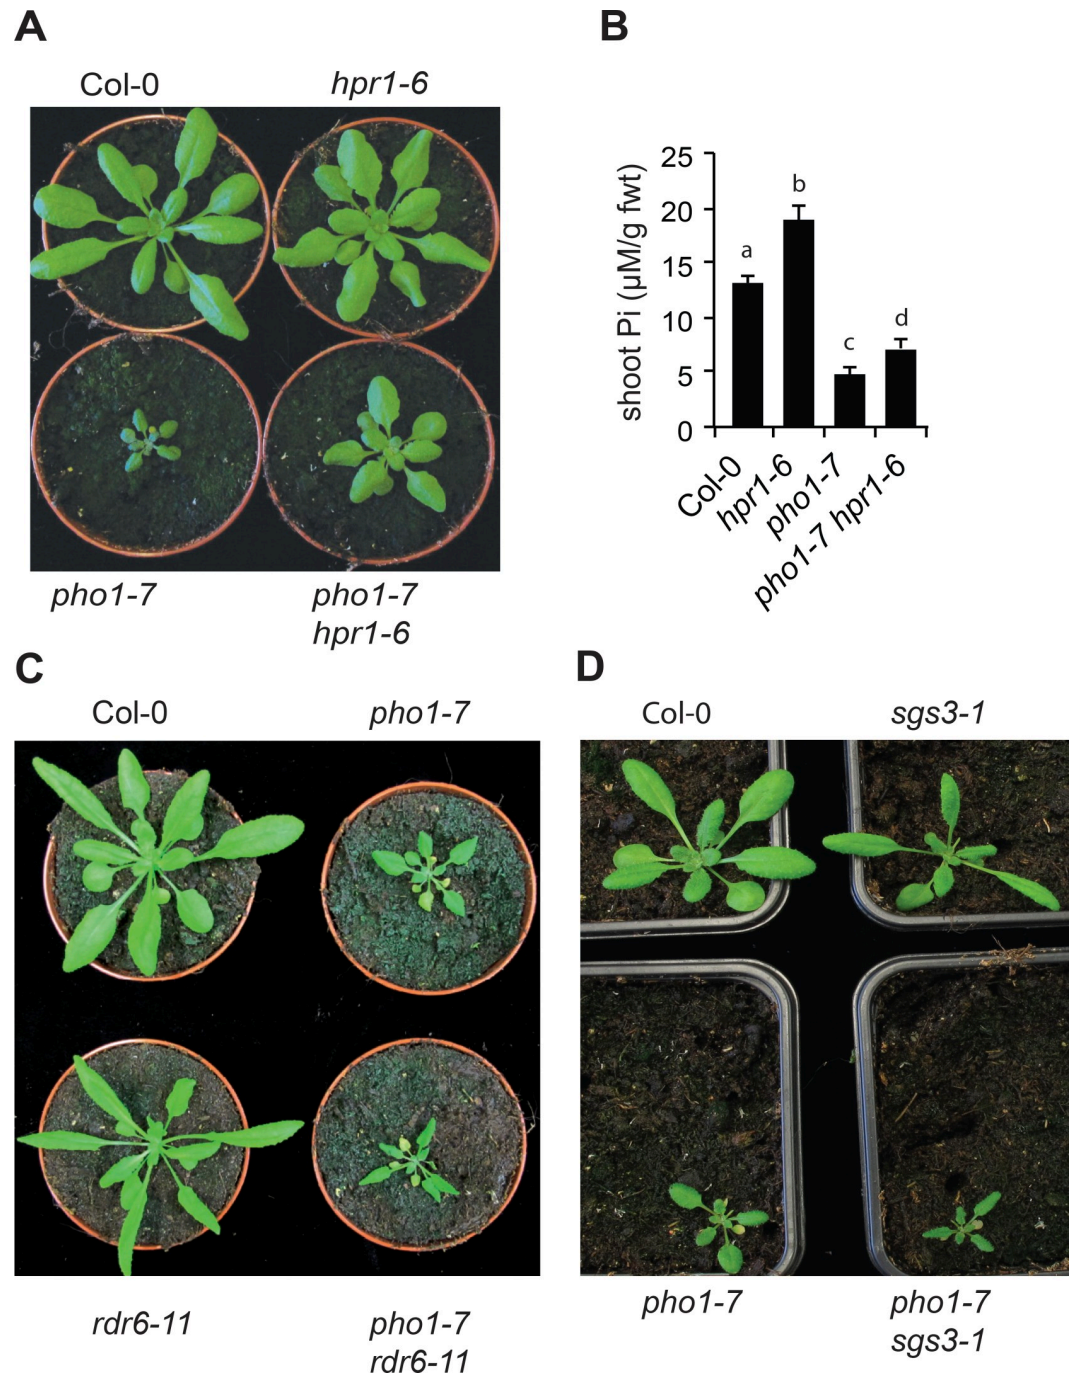 A
Col-0
hpr1-6
pho1-7
pho1-7
hpr1-6
B
shoot Pi (µM/g fwt)
25
20
15
10
5
0
a
b
c
d
Col-0
hpr1-6
pho1-7
pho1-7 hpr1-6
C
Col-0
pho1-7
rdr6-11
pho1-7
rdr6-11
D
Col-0
sgs3-1
pho1-7
pho1-7
sgs3-1